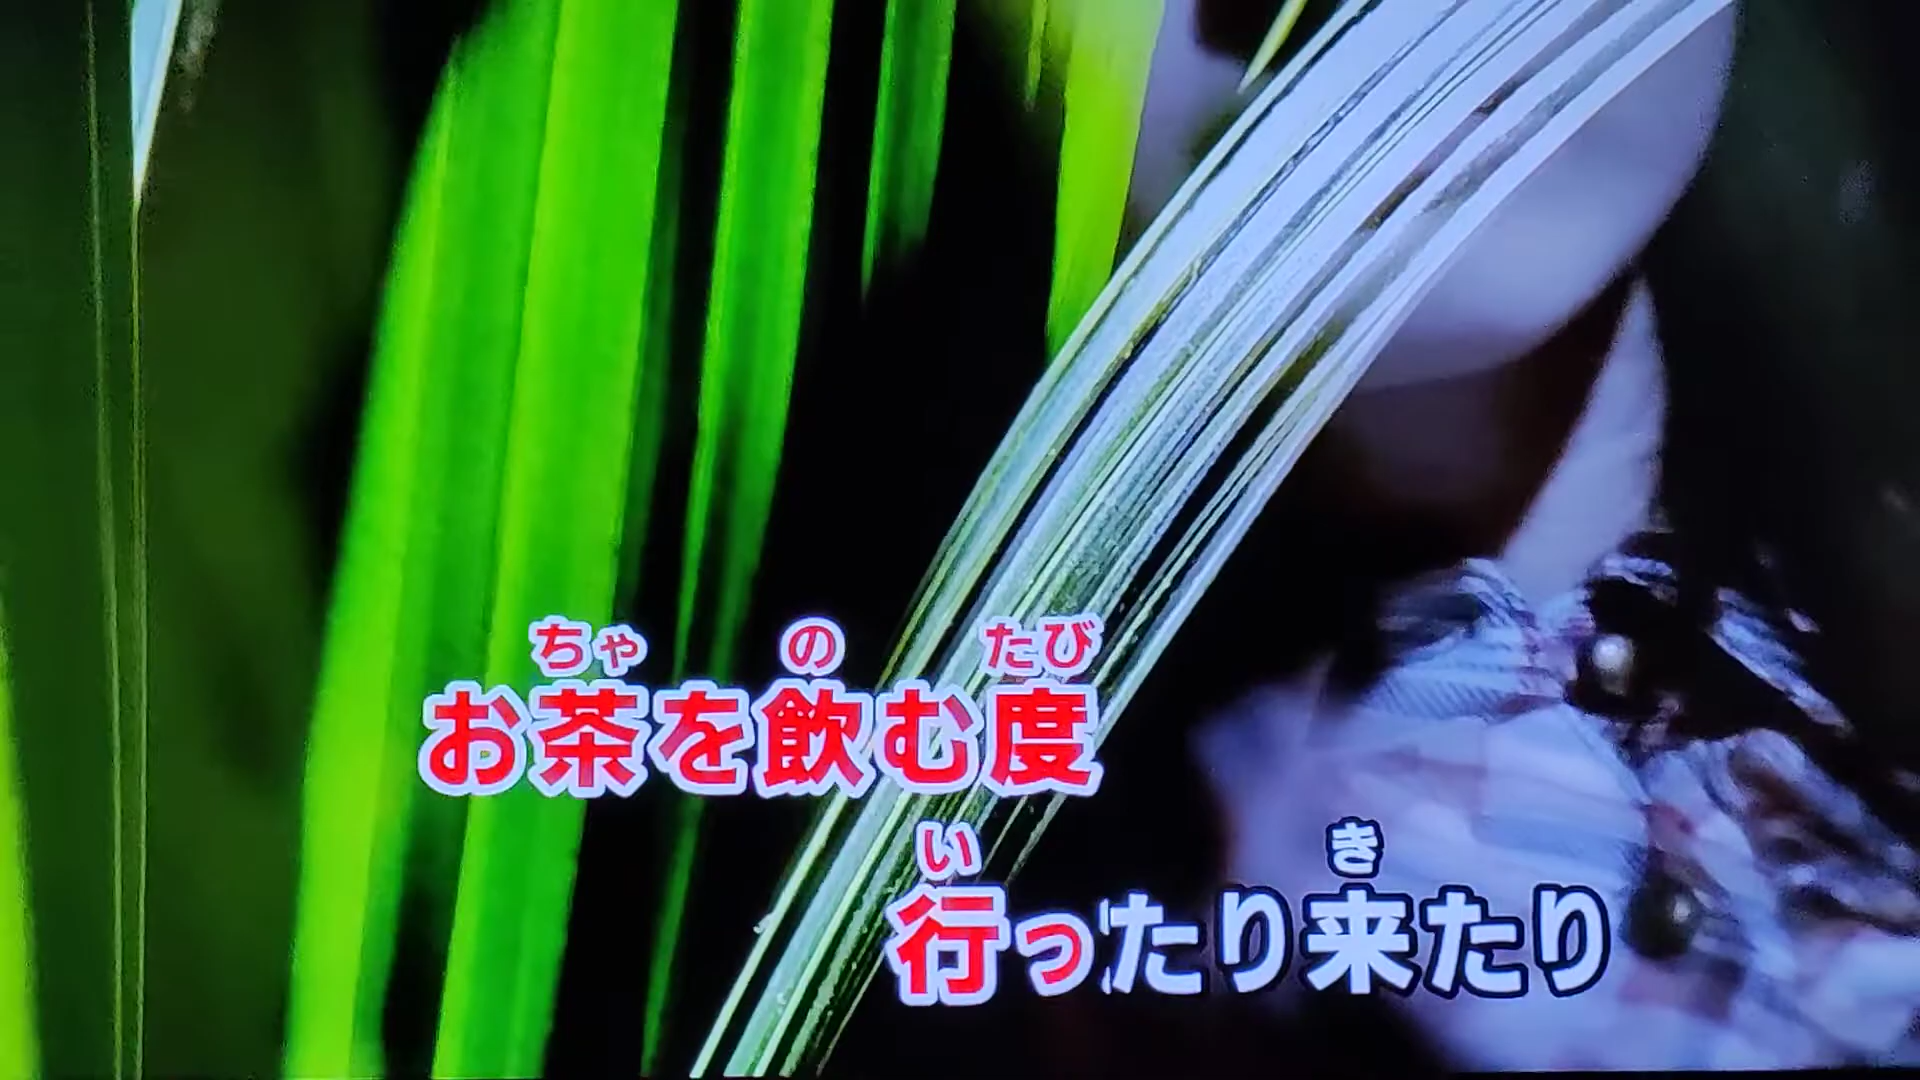 ちゃ の たび
お茶を飲む度
い き
行ったり来たり